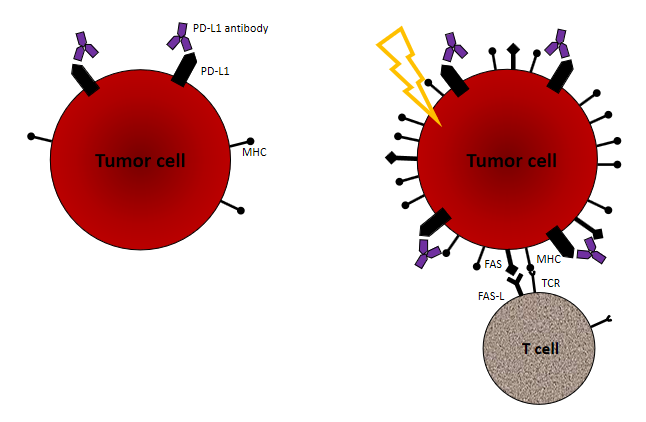 PD-L1 antibody
PD-L1
Tumor cell
MHC
Tumor cell
FAS
MHC
FAS-L
TCR
T cell